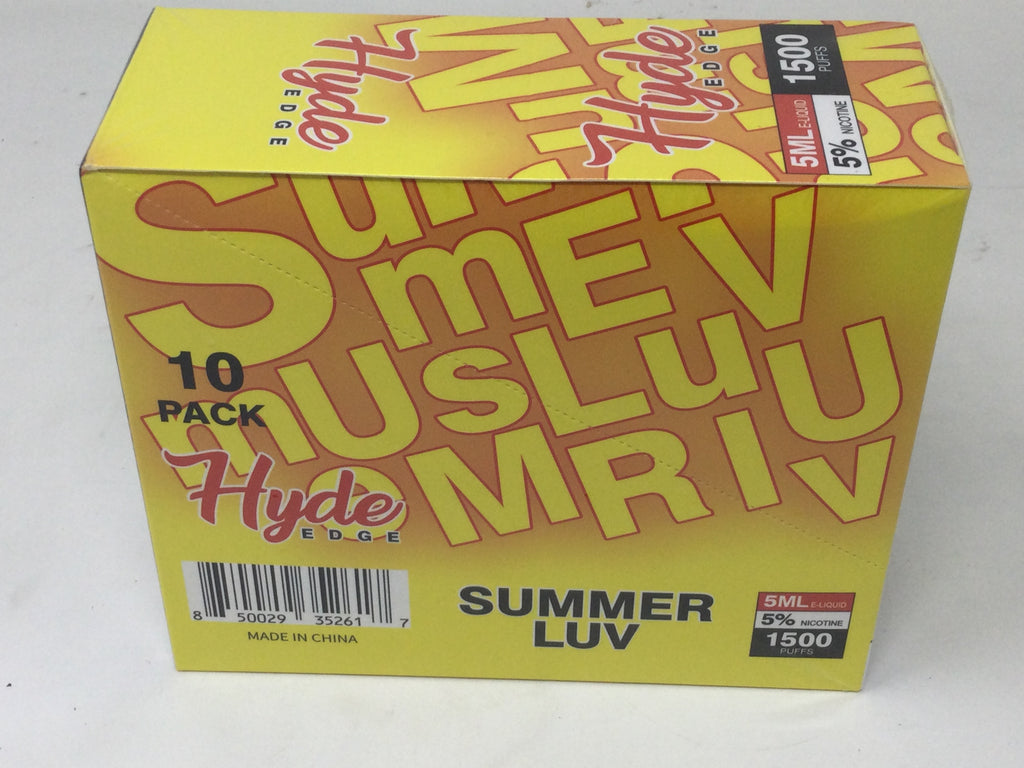 Hyde
EDGE
Hyde
EDGE
5ML E-LIQUID
5% NICOTINE
1500
PUFFS
10
PACK
Hyde
EDGE
8 50029 35261 7
MADE IN CHINA
SUMMER
LUV
5ML E-LIQUID
5% NICOTINE
1500
PUFFS